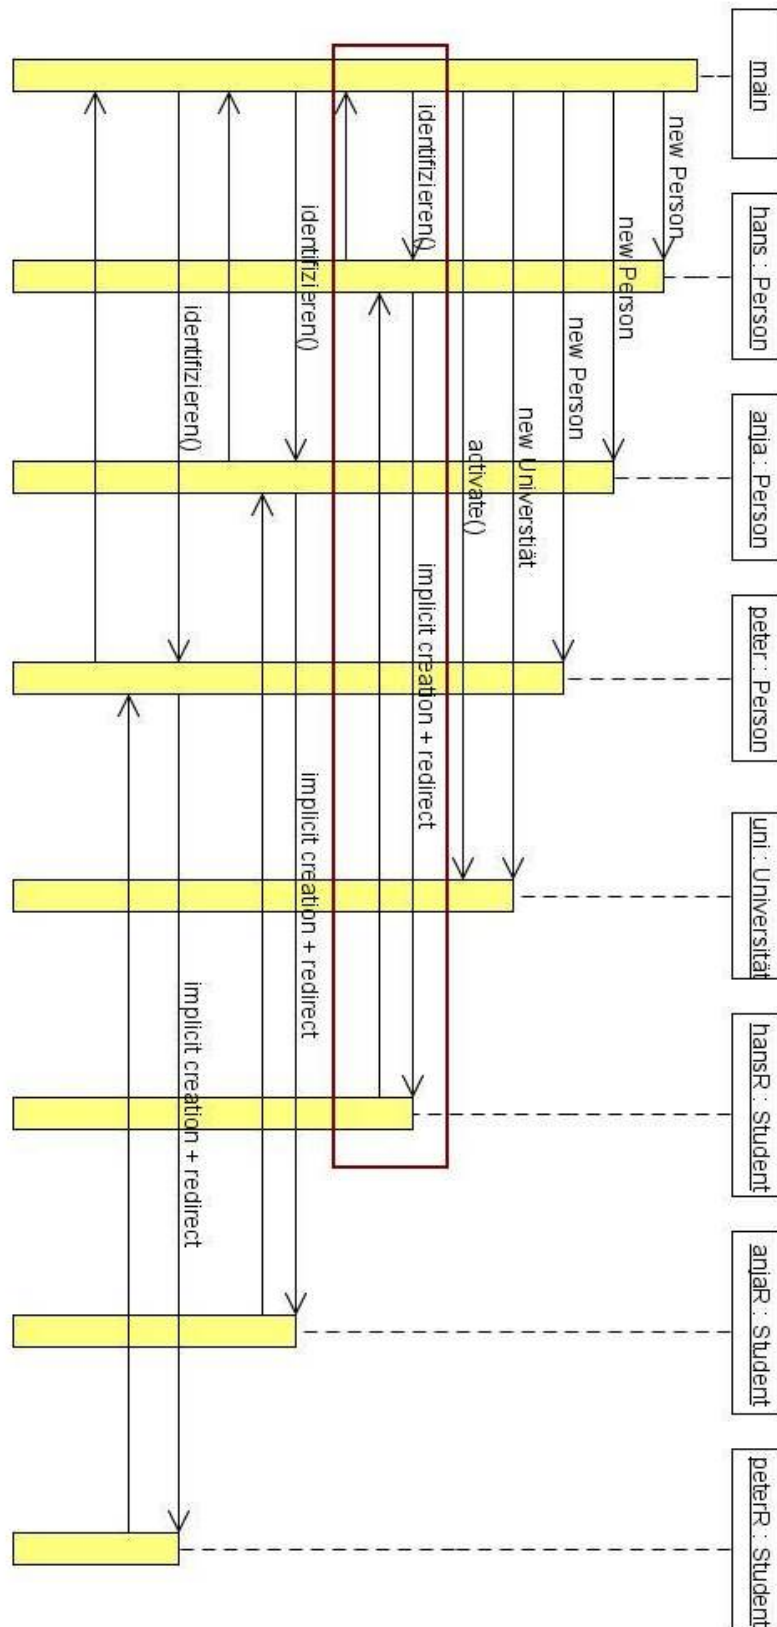 main
hans : Person
anja : Person
peter : Person
uni : Universität
hansR : Student
anjaR : Student
peterR : Student
new Person
new Person
new Person
new Universtiät
activate()
identifizieren()
implicit creation + redirect
identifizieren()
implicit creation + redirect
identifizieren()
implicit creation + redirect